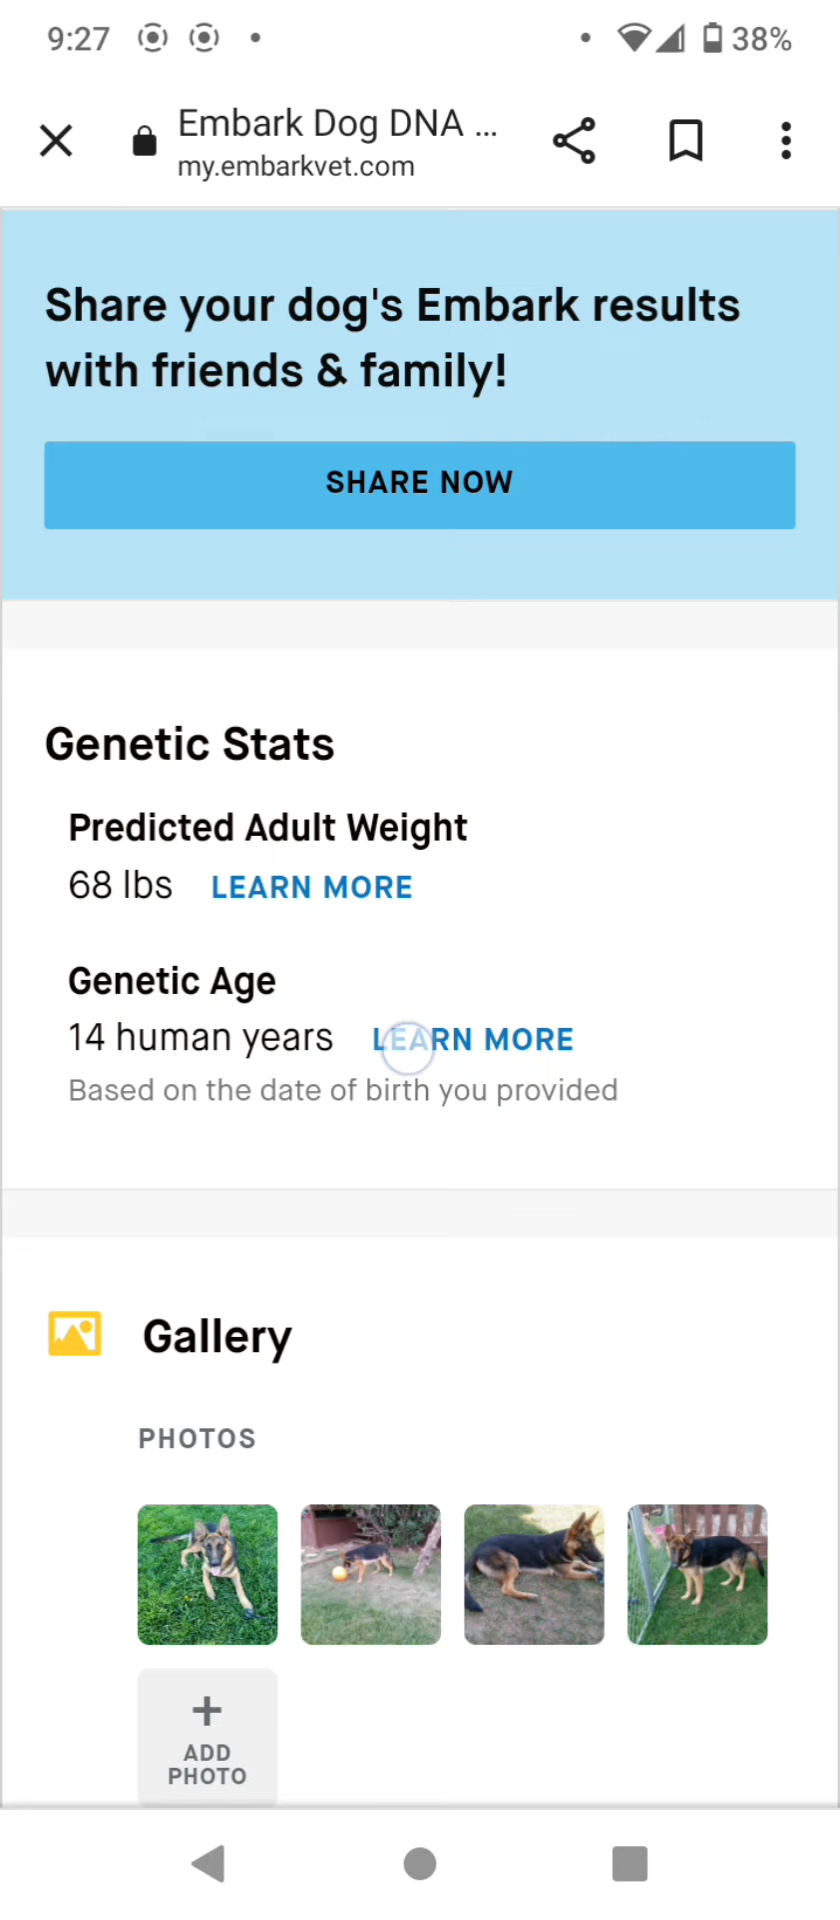 9:27
38%
Embark Dog DNA ...
my.embarkvet.com
Share your dog's Embark results
with friends & family!
SHARE NOW
Genetic Stats
Predicted Adult Weight
68 lbs LEARN MORE
Genetic Age
14 human years LEARN MORE
Based on the date of birth you provided
Gallery
PHOTOS
+
ADD
PHOTO